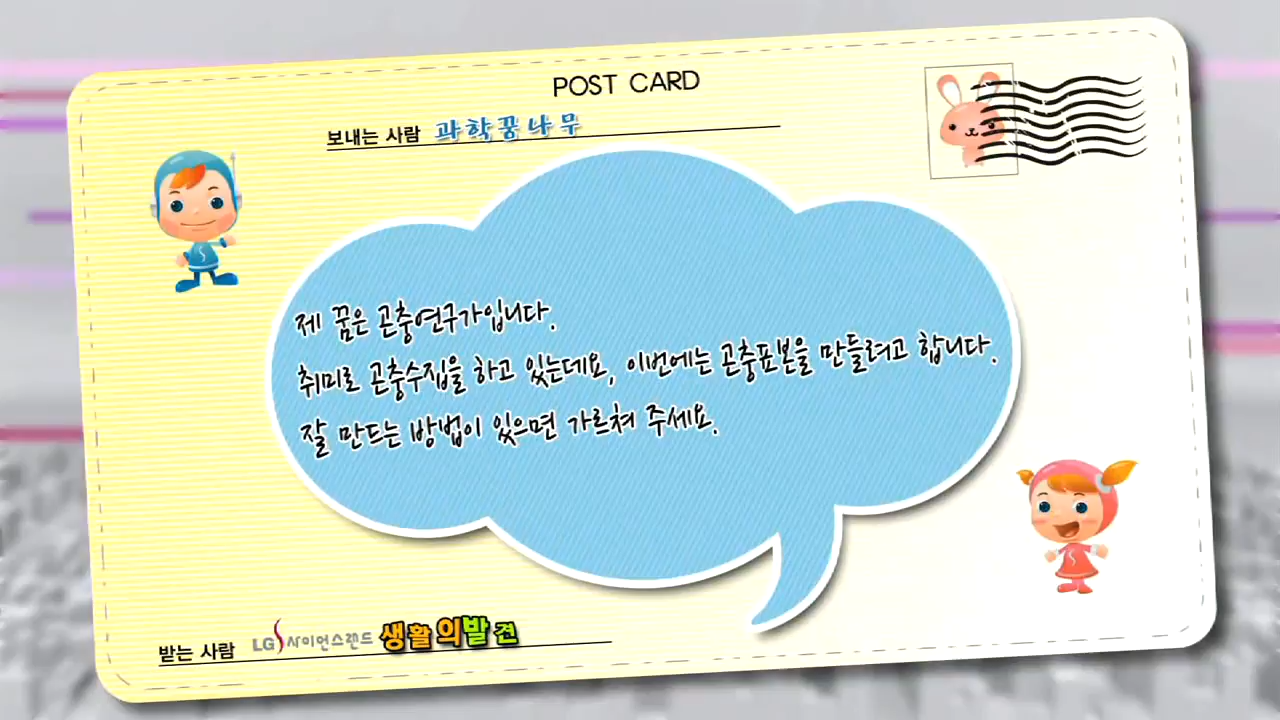 POST CARD
보내는 사람 과학꿈나무
제 꿈은 곤충연구가입니다.
취미로 곤충수집을 하고 있는데요, 이번에는 곤충표본을 만들려고 합니다.
잘 만드는 방법이 있으면 가르쳐 주세요.
받는 사람 LG사이언스랜드 생활의발견